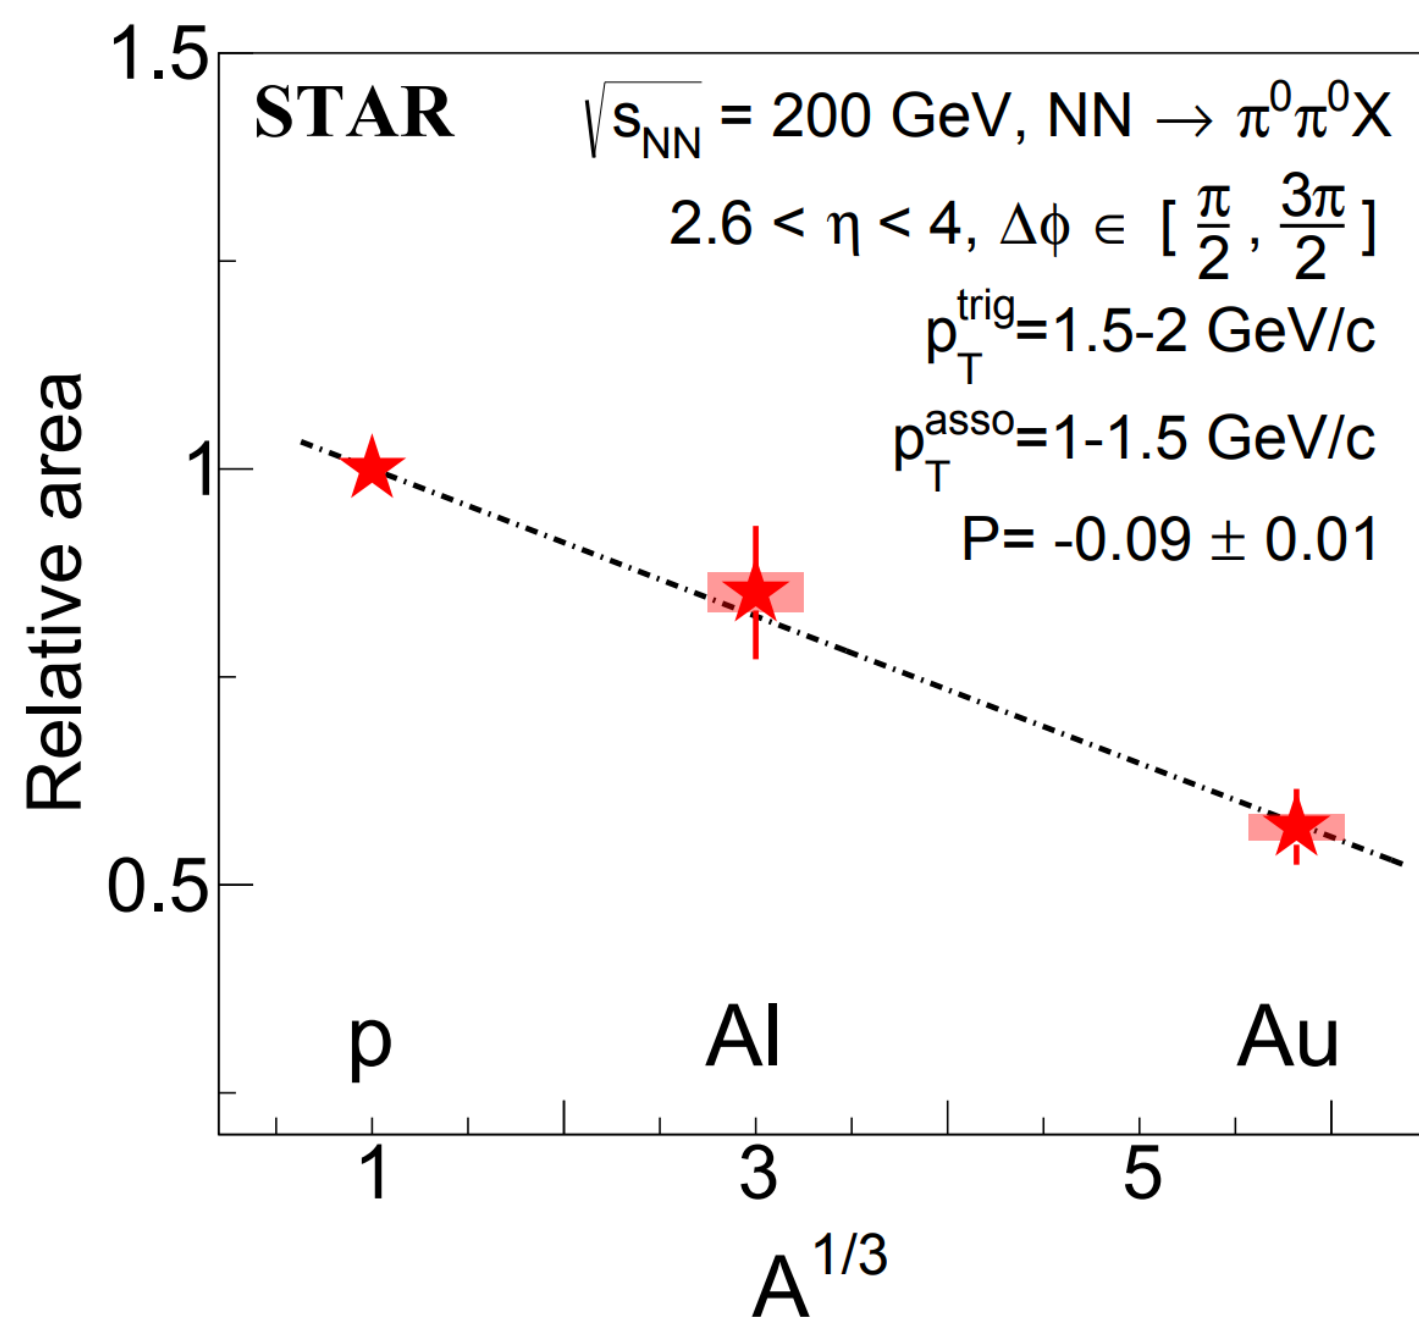 1.5
STAR
√sNN = 200 GeV, NN → π⁰π⁰X
2.6 < η < 4, Δϕ ∈ [ π/2 , 3π/2 ]
pTtrig=1.5-2 GeV/c
pTasso=1-1.5 GeV/c
P= -0.09 ± 0.01
Relative area
1
0.5
p Al Au
1 3 5
A1/3